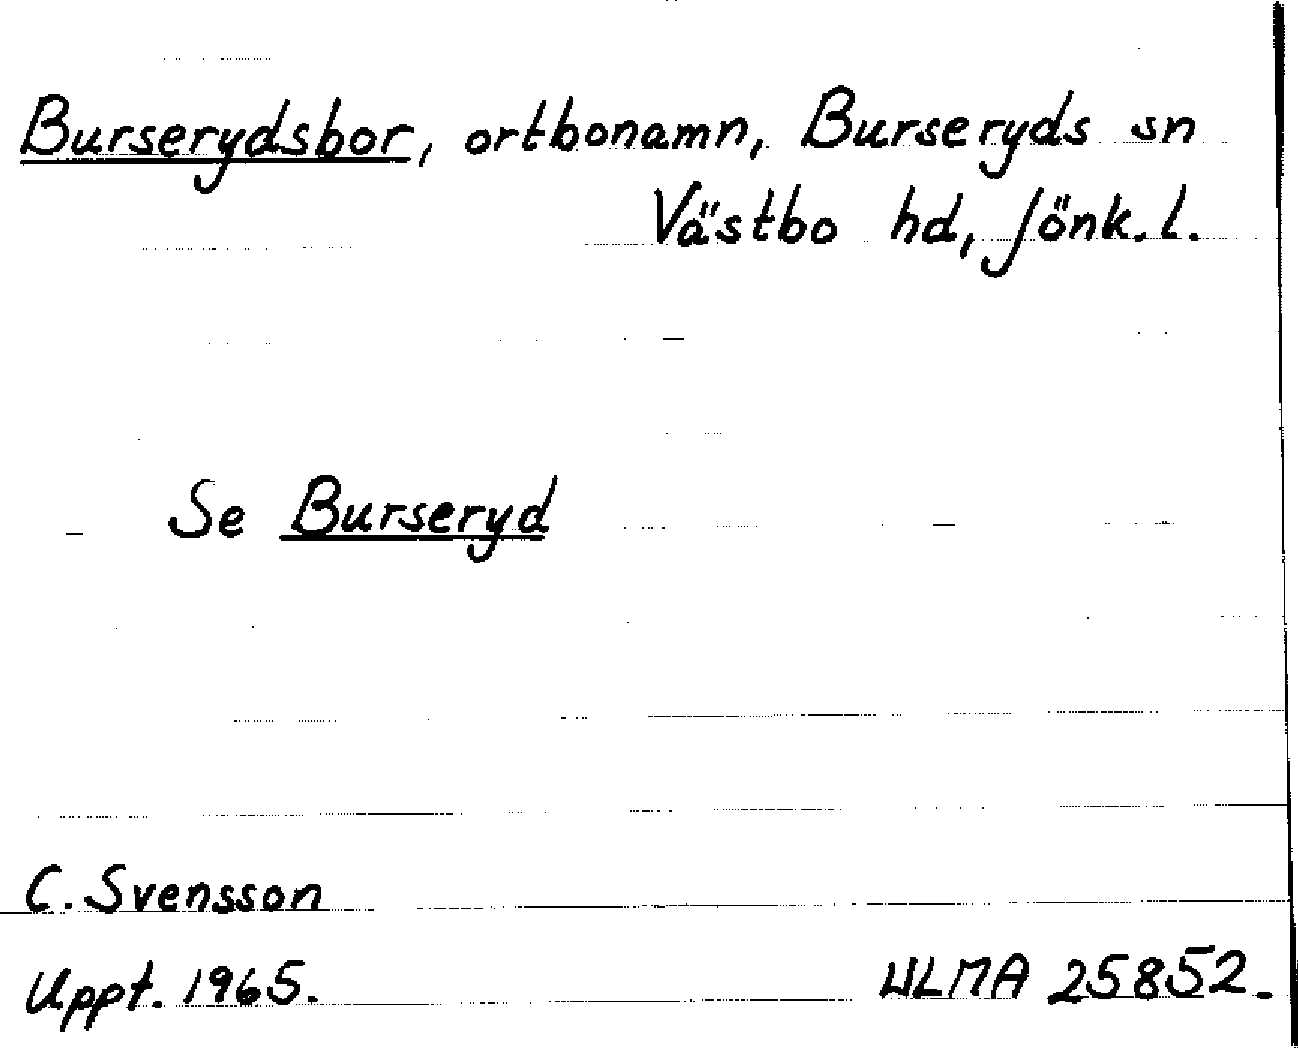 Burserydsbor, ortbonamn, Burseryds sn
Västbo hd, Jönk.l.
Se Burseryd
C. Svensson
Uppt. 1965. ULMA 25852.